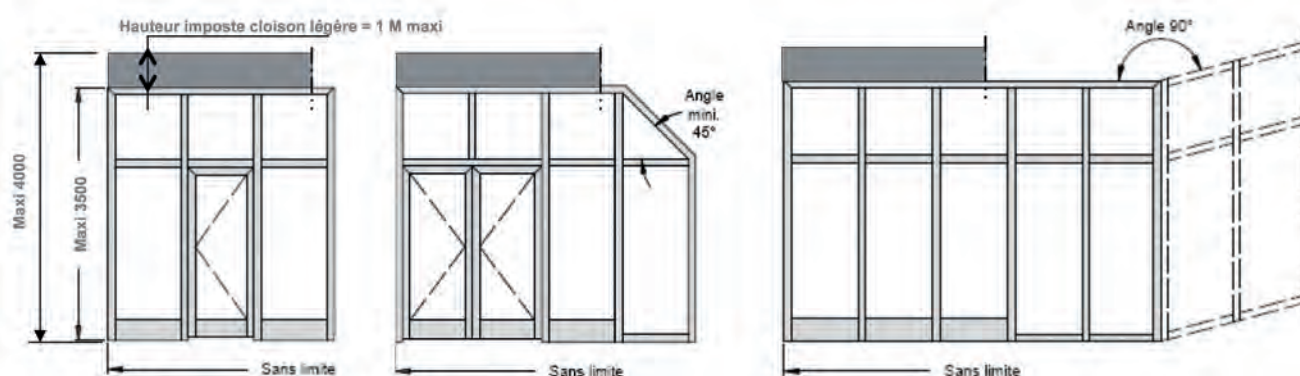 Hauteur imposte cloison légère = 1 M maxi
Maxi 4000
Maxi 3500
Sans limite
Angle
mini.
45°
Sans limite
Angle 90°
Sans limite